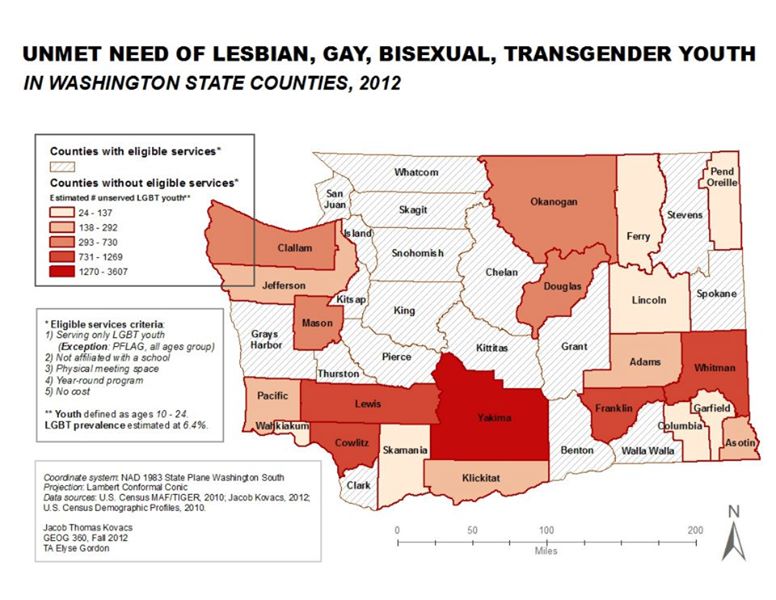 UNMET NEED OF LESBIAN, GAY, BISEXUAL, TRANSGENDER YOUTH
IN WASHINGTON STATE COUNTIES, 2012
Counties with eligible services*
Counties without eligible services*
Estimated # unserved LGBT youth**
24 - 137
138 - 292
293 - 730
731 - 1269
1270 - 3607
* Eligible services criteria:
1) Serving only LGBT youth
(Exception: PFLAG, all ages group)
2) Not affiliated with a school
3) Physical meeting space
4) Year-round program
5) No cost
** Youth defined as ages 10 - 24.
LGBT prevalence estimated at 6.4%.
Coordinate system: NAD 1983 State Plane Washington South
Projection: Lambert Conformal Conic
Data sources: U.S. Census MAF/TIGER, 2010; Jacob Kovacs, 2012;
U.S. Census Demographic Profiles, 2010.
Jacob Thomas Kovacs
GEOG 360, Fall 2012
TA Elyse Gordon
Whatcom
San
Juan
Skagit
Island
Snohomish
Clallam
Jefferson
Kitsap
King
Mason
Grays
Harbor
Thurston
Pierce
Pacific
Lewis
Wahkiakum
Cowlitz
Skamania
Clark
Okanogan
Chelan
Douglas
Kittitas
Grant
Yakima
Klickitat
Benton
Ferry
Stevens
Pend
Oreille
Lincoln
Spokane
Adams
Whitman
Franklin
Walla Walla
Columbia
Garfield
Asotin
N
0
50
100
200
Miles